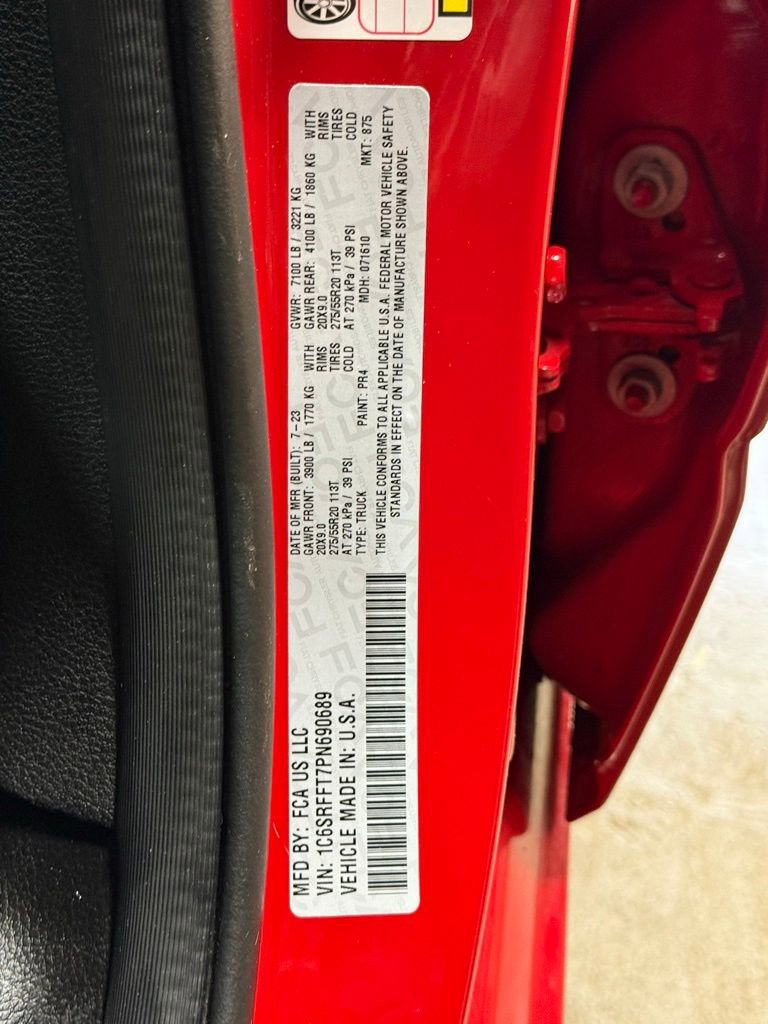 MFD BY: FCA US LLC
VIN: 1C6SRFFT7PN690689
VEHICLE MADE IN: U.S.A.
DATE OF MFR (BUILT): 7-23 GVWR: 7100 LB / 3221 KG
GAWR FRONT: 3900 LB / 1770 KG WITH GAWR REAR: 4100 LB / 1860 KG WITH
20X9.0 RIMS 20X9.0 RIMS
275/55R20 113T TIRES 275/55R20 113T TIRES
AT 270 kPa / 39 PSI COLD AT 270 kPa / 39 PSI COLD
TYPE: TRUCK PAINT: PR4 MDH: 071610 MKT: 875
THIS VEHICLE CONFORMS TO ALL APPLICABLE U.S.A. FEDERAL MOTOR VEHICLE SAFETY
STANDARDS IN EFFECT ON THE DATE OF MANUFACTURE SHOWN ABOVE.